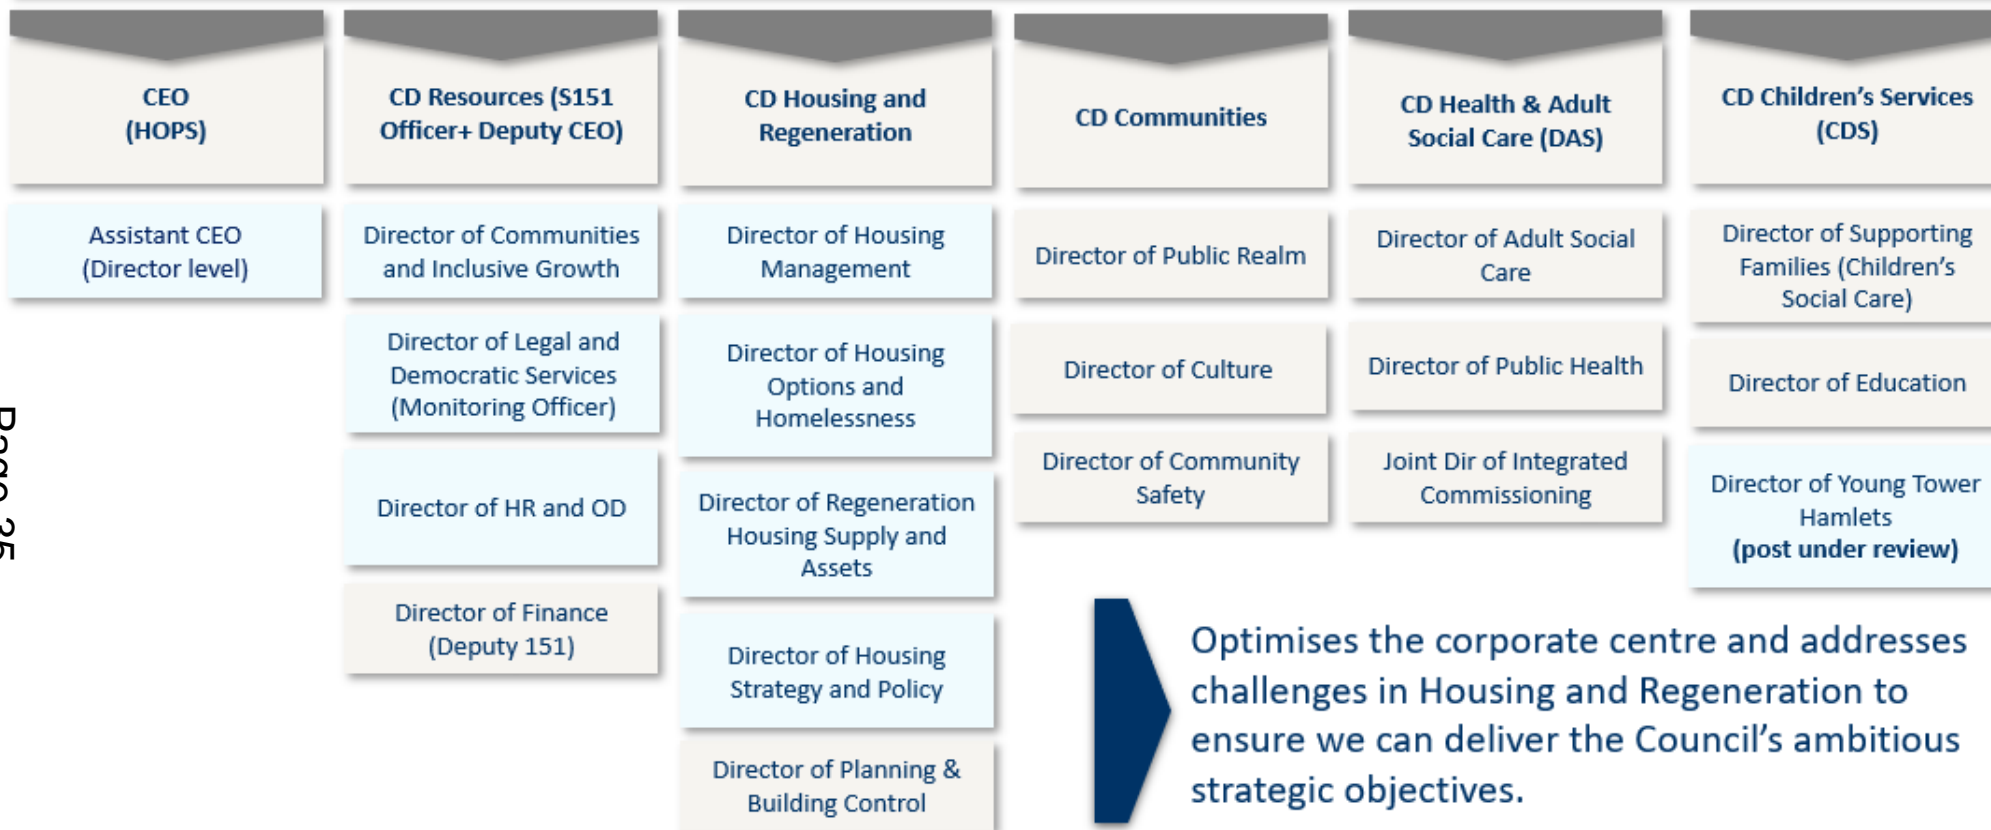 CEO
(HOPS)
CD Resources (S151
Officer+ Deputy CEO)
CD Housing and
Regeneration
CD Communities
CD Health & Adult
Social Care (DAS)
CD Children's Services
(CDS)
Assistant CEO
(Director level)
Director of Communities
and Inclusive Growth
Director of Legal and
Democratic Services
(Monitoring Officer)
Director of HR and OD
Director of Finance
(Deputy 151)
Director of Housing
Management
Director of Housing
Options and
Homelessness
Director of Regeneration
Housing Supply and
Assets
Director of Housing
Strategy and Policy
Director of Planning &
Building Control
Director of Public Realm
Director of Culture
Director of Community
Safety
Director of Adult Social
Care
Director of Public Health
Joint Dir of Integrated
Commissioning
Director of Supporting
Families (Children's
Social Care)
Director of Education
Director of Young Tower
Hamlets
(post under review)
Optimises the corporate centre and addresses
challenges in Housing and Regeneration to
ensure we can deliver the Council's ambitious
strategic objectives.
Page 35